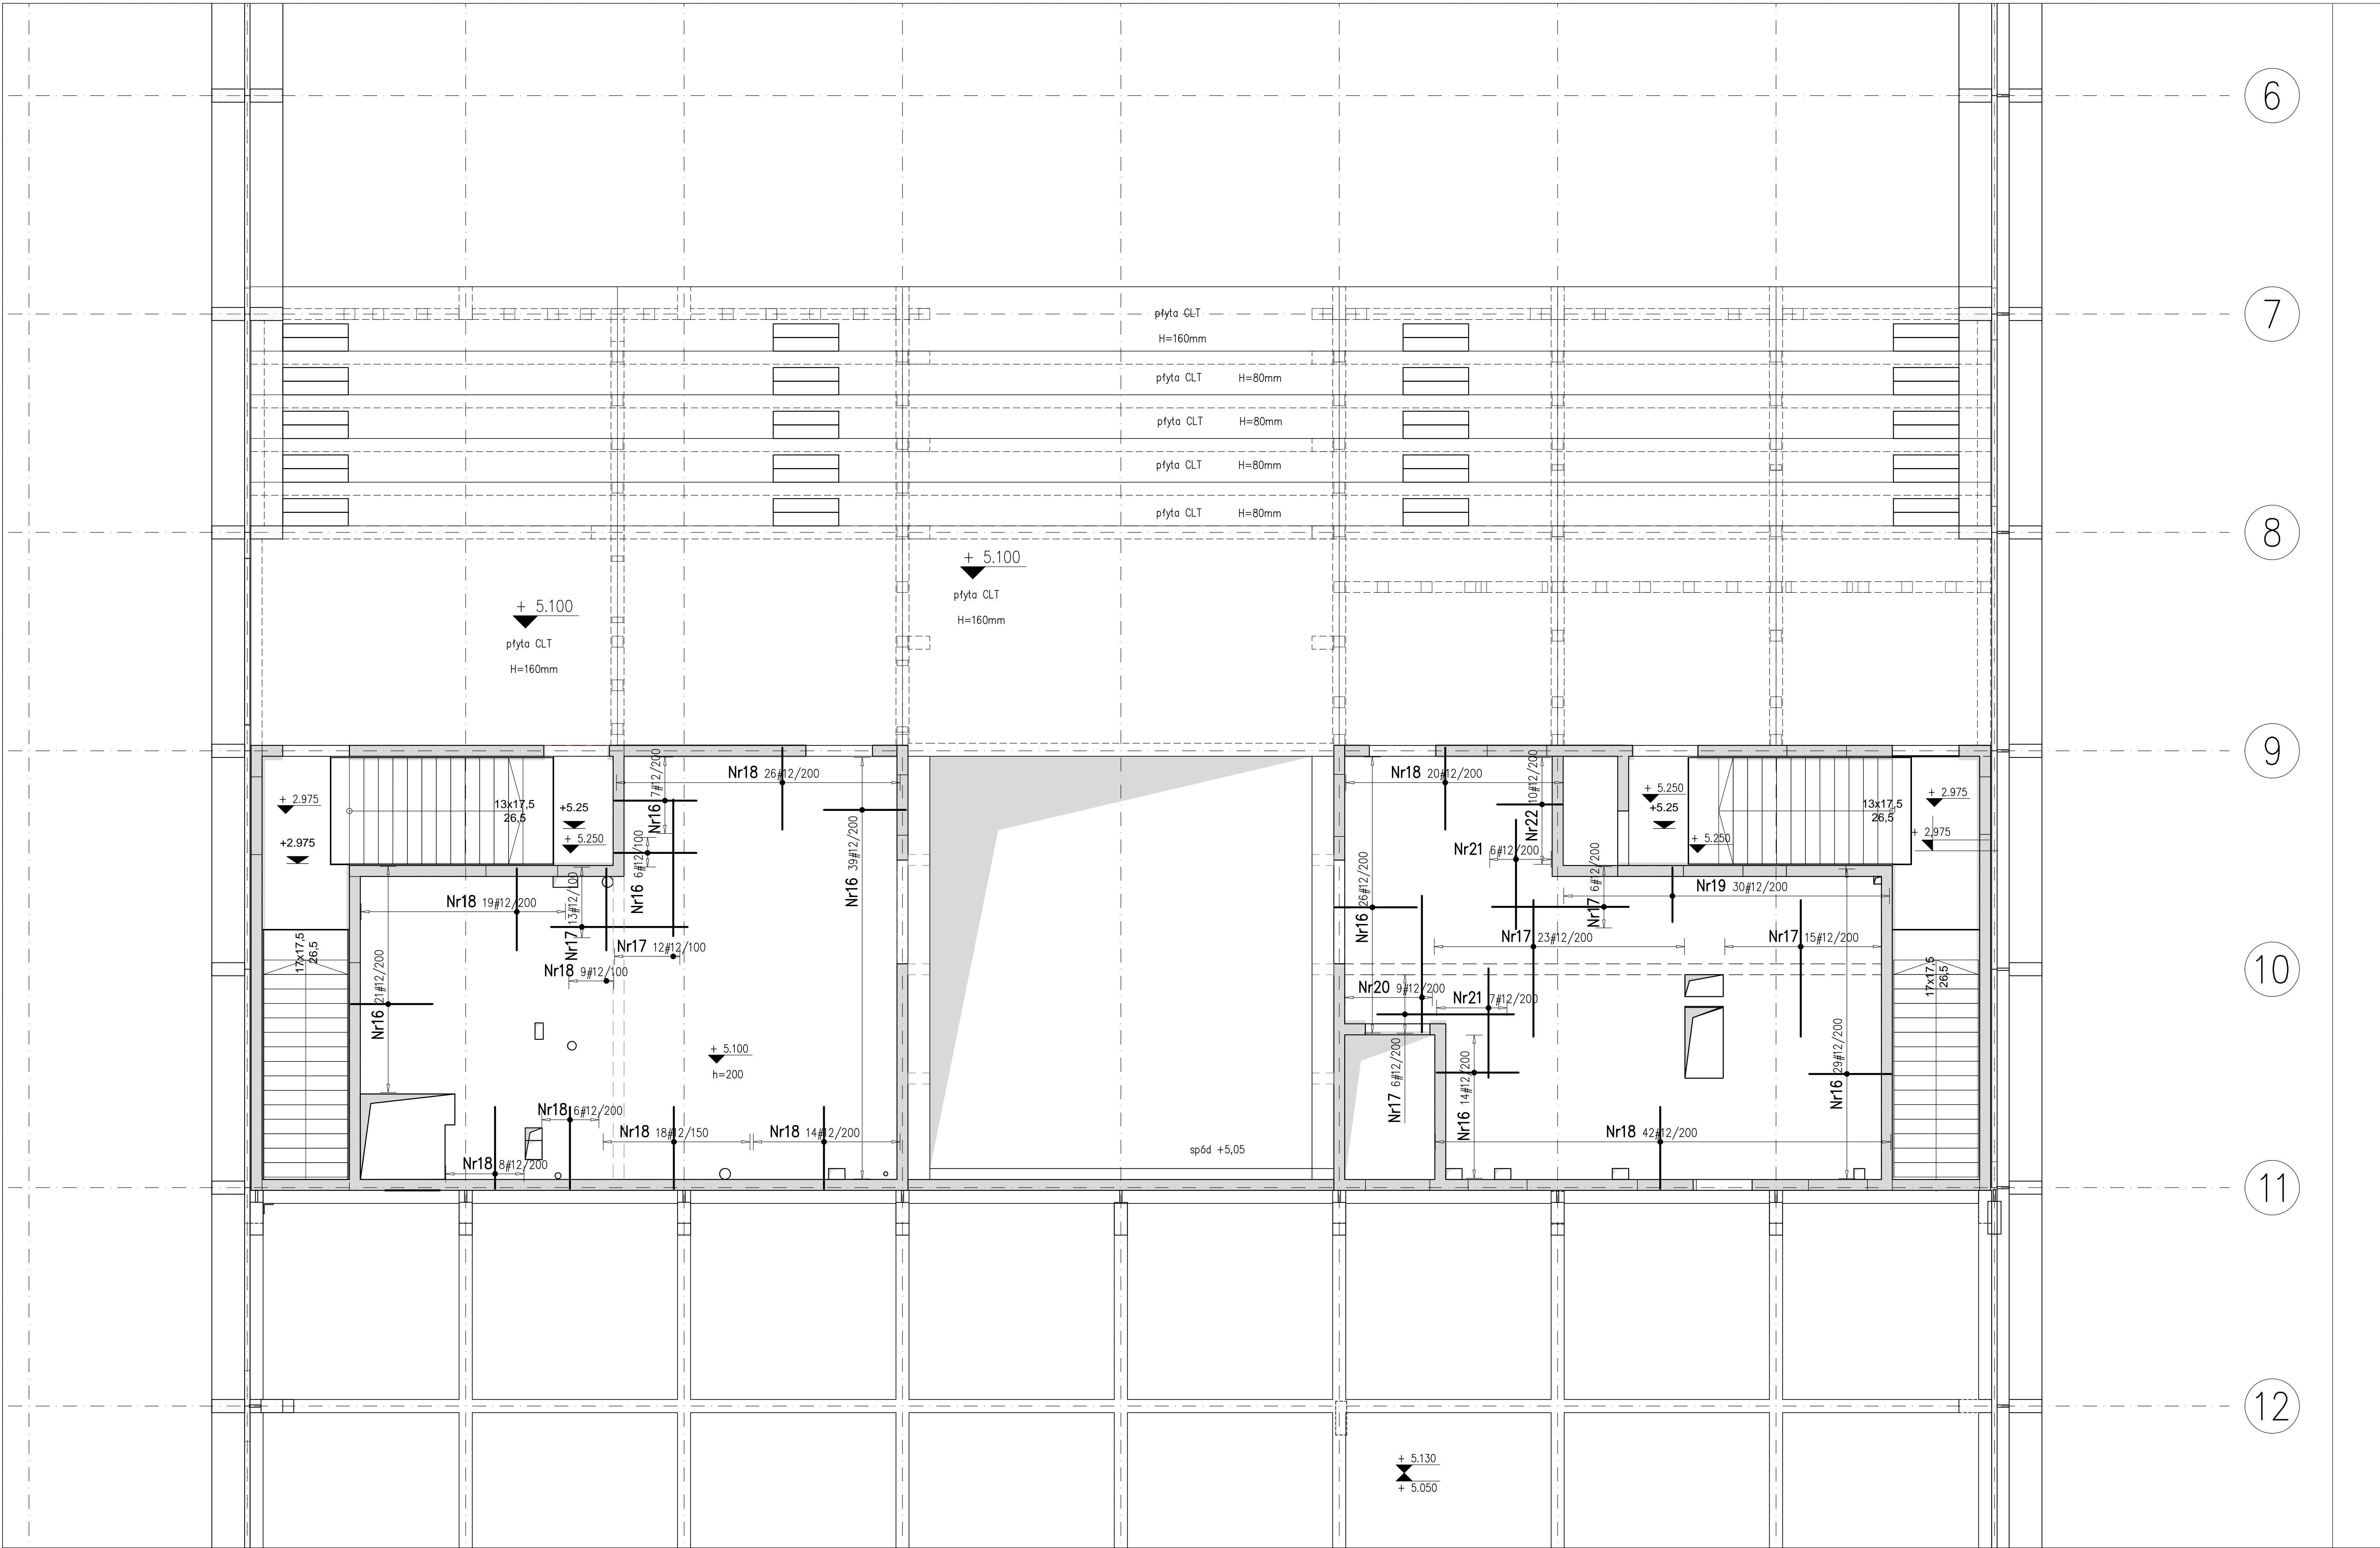 6
7
płyta CLT
H=160mm
płyta CLT H=80mm
płyta CLT H=80mm
płyta CLT H=80mm
płyta CLT H=80mm
8
+ 5.100
płyta CLT
H=160mm
+ 5.100
płyta CLT
H=160mm
9
Nr18 26#12/200
Nr16 7#12/200
Nr18 20#12/200
Nr22 10#12/200
+ 2.975
13x17,5
26,5
+5.25
+ 5.250
+2.975
+ 5.250
+5.25
+ 5.250
13x17,5
26,5
+ 2.975
+ 2,975
Nr16 6#12/100
Nr16 39#12/200
Nr21 6#12/200
Nr17 6#12/200
Nr18 19#12/200
Nr17 13#12/100
Nr16 26#12/200
Nr19 30#12/200
Nr17 12#12/100
Nr17 23#12/200
Nr17 15#12/200
17x17,5
26,5
Nr18 9#12/100
17x17,5
26,5
10
Nr16 21#12/200
Nr20 9#12/200
Nr21 7#12/200
+ 5.100
h=200
Nr17 6#12/200
Nr16 14#12/200
Nr16 29#12/200
Nr18 6#12/200
Nr18 18#12/150
Nr18 14#12/200
Nr18 42#12/200
Nr18 8#12/200
spód +5,05
11
12
+ 5.130
+ 5.050